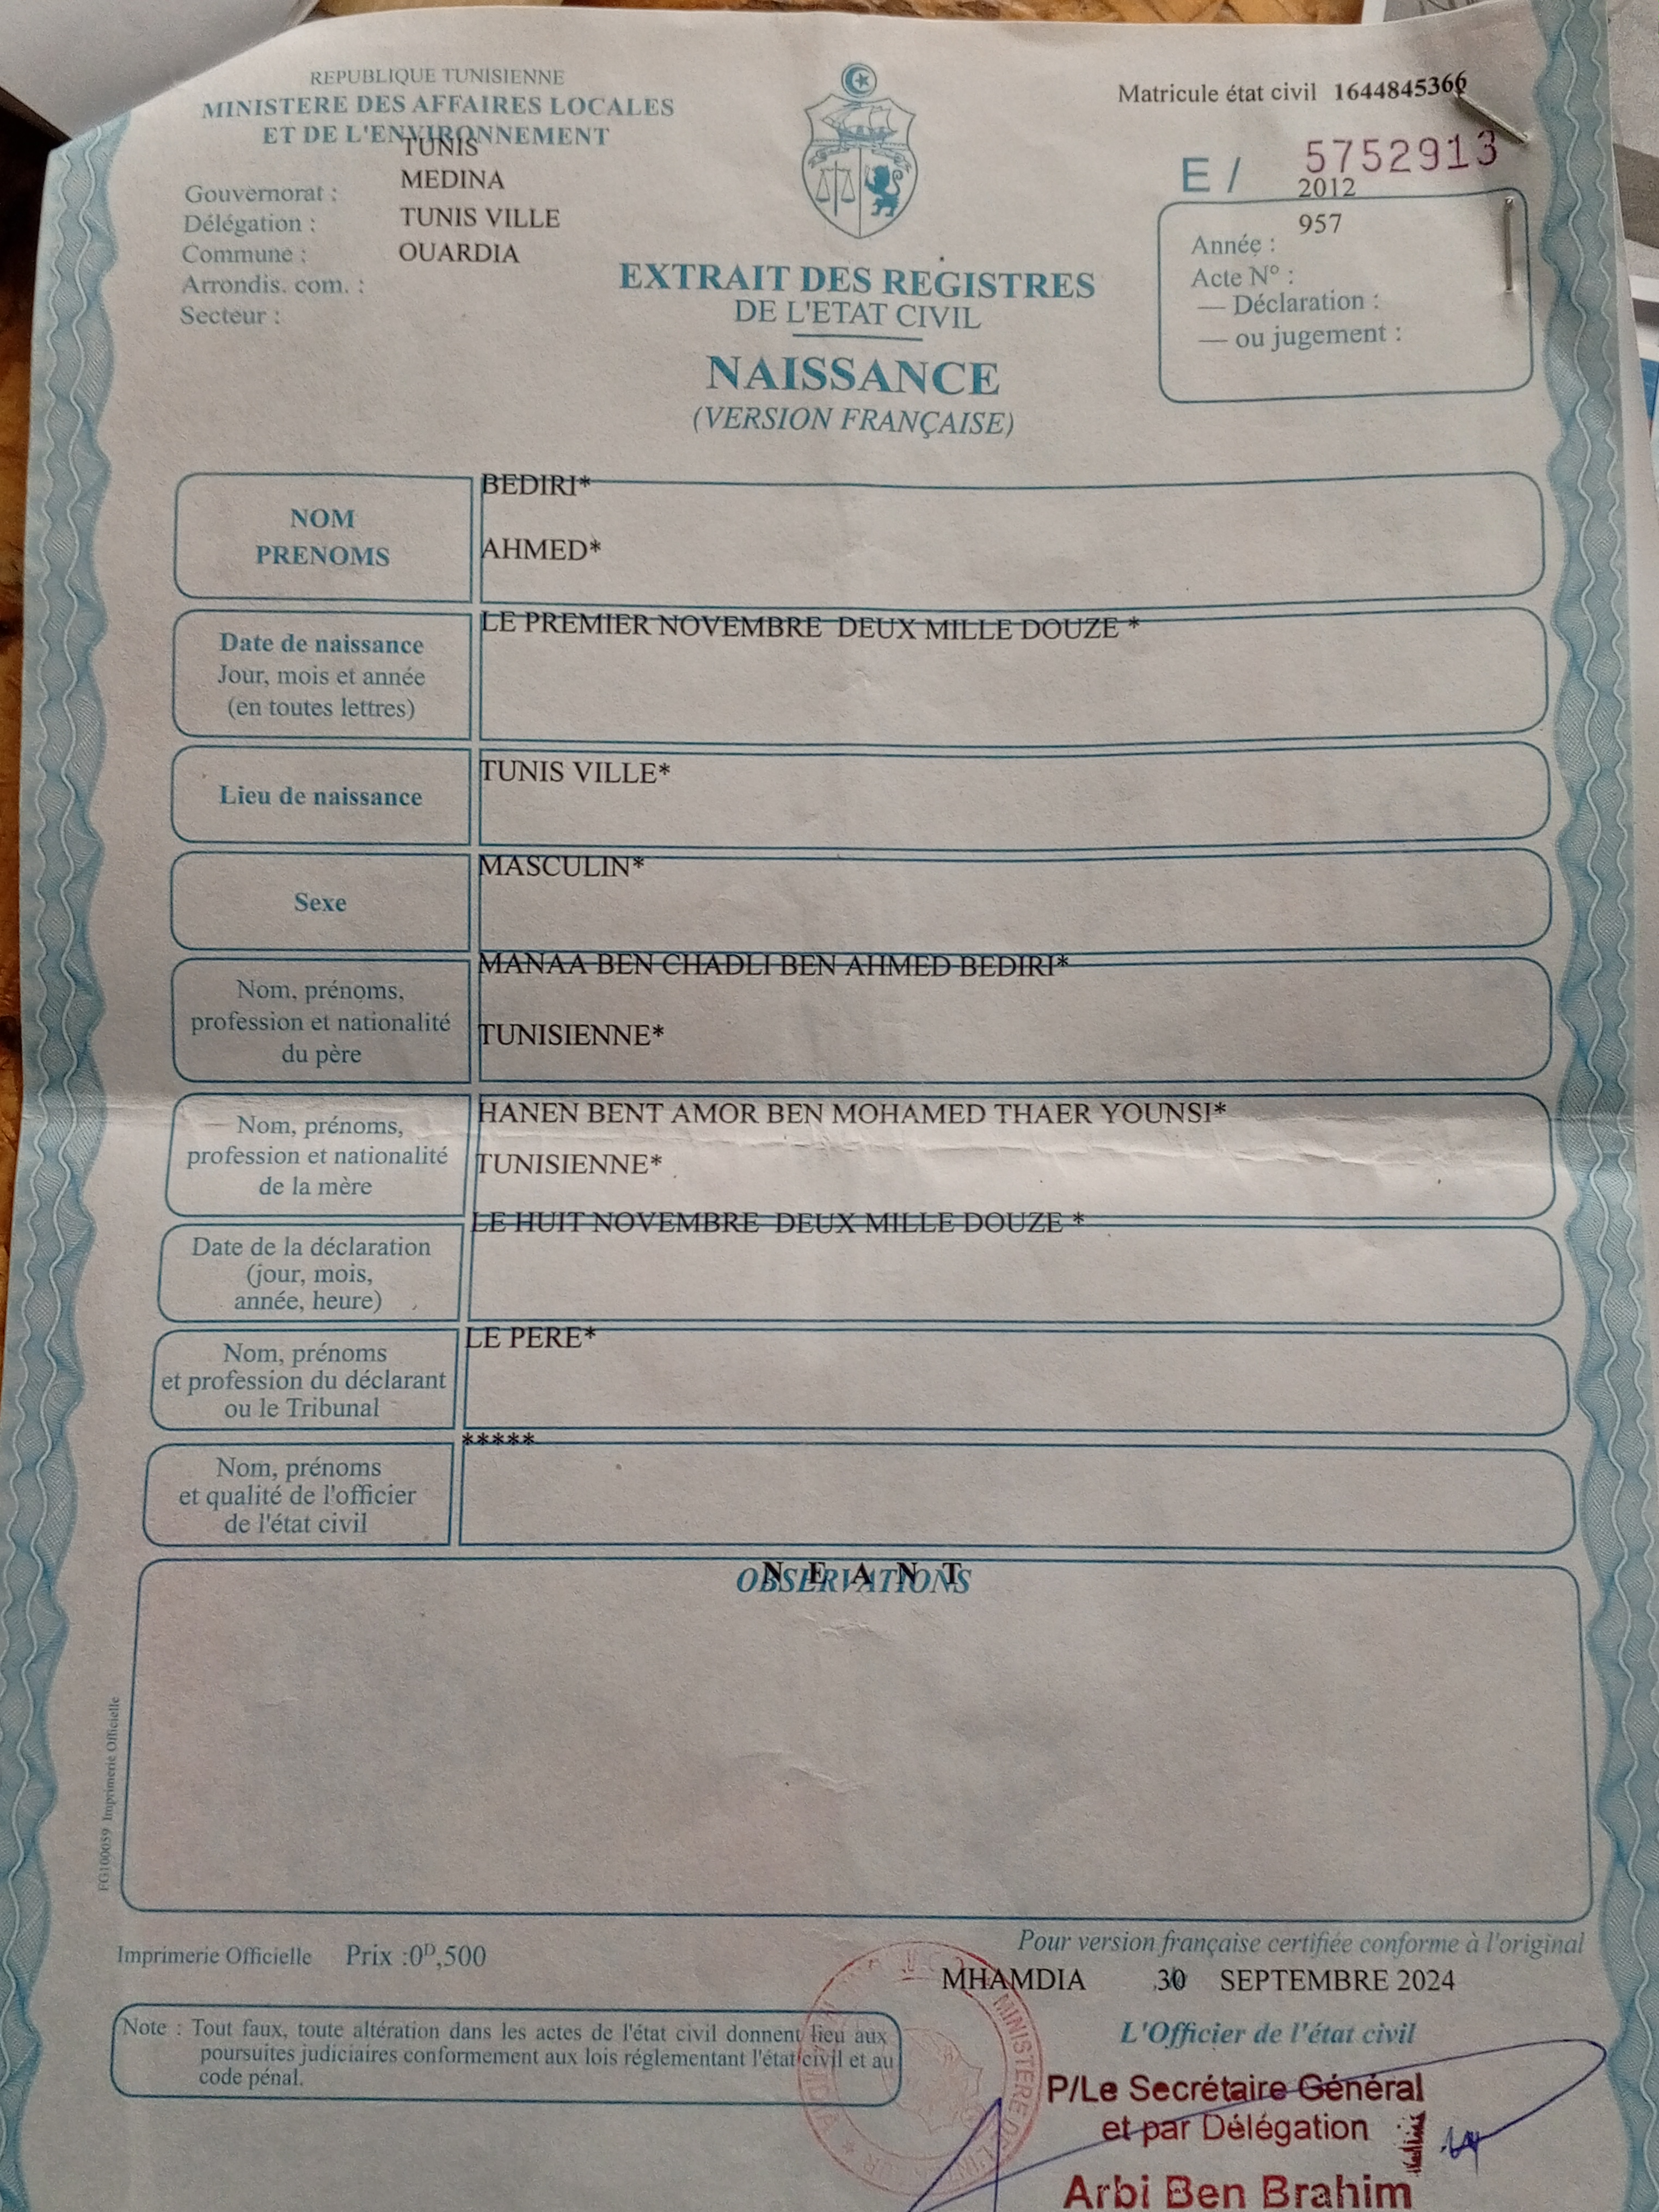 REPUBLIQUE TUNISIENNE
MINISTERE DES AFFAIRES LOCALES
ET DE L'ENVIRONNEMENT
TUNIS
Gouvernorat :
MEDINA
Délégation :
TUNIS VILLE
Commune :
OUARDIA
Arrondis. com. :
Secteur :
Matricule état civil 1644845366
E / 5752913
2012
957
Année :
Acte N° :
— Déclaration :
— ou jugement :
EXTRAIT DES REGISTRES
DE L'ETAT CIVIL
NAISSANCE
(VERSION FRANÇAISE)
NOM
PRENOMS
BEDIRI*
AHMED*
Date de naissance
Jour, mois et année
(en toutes lettres)
LE PREMIER NOVEMBRE DEUX MILLE DOUZE *
Lieu de naissance
TUNIS VILLE*
Sexe
MASCULIN*
Nom, prénoms,
profession et nationalité
du père
MANAA BEN CHADLI BEN AHMED BEDIRI*
TUNISIENNE*
Nom, prénoms,
profession et nationalité
de la mère
HANEN BENT AMOR BEN MOHAMED THAER YOUNSI*
TUNISIENNE*
Date de la déclaration
(jour, mois,
année, heure)
LE HUIT NOVEMBRE DEUX MILLE DOUZE *
Nom, prénoms
et profession du déclarant
ou le Tribunal
LE PERE*
Nom, prénoms
et qualité de l'officier
de l'état civil
*****
OBSERVATIONS
N E A N T
FG100059 Imprimerie Officielle
Imprimerie Officielle Prix :0ᴰ,500
Pour version française certifiée conforme à l'original
MHAMDIA 30 SEPTEMBRE 2024
Note : Tout faux, toute altération dans les actes de l'état civil donnent lieu aux
poursuites judiciaires conformement aux lois réglementant l'état civil et au
code pénal.
L'Officier de l'état civil
P/Le Secrétaire Général
et par Délégation
Arbi Ben Brahim